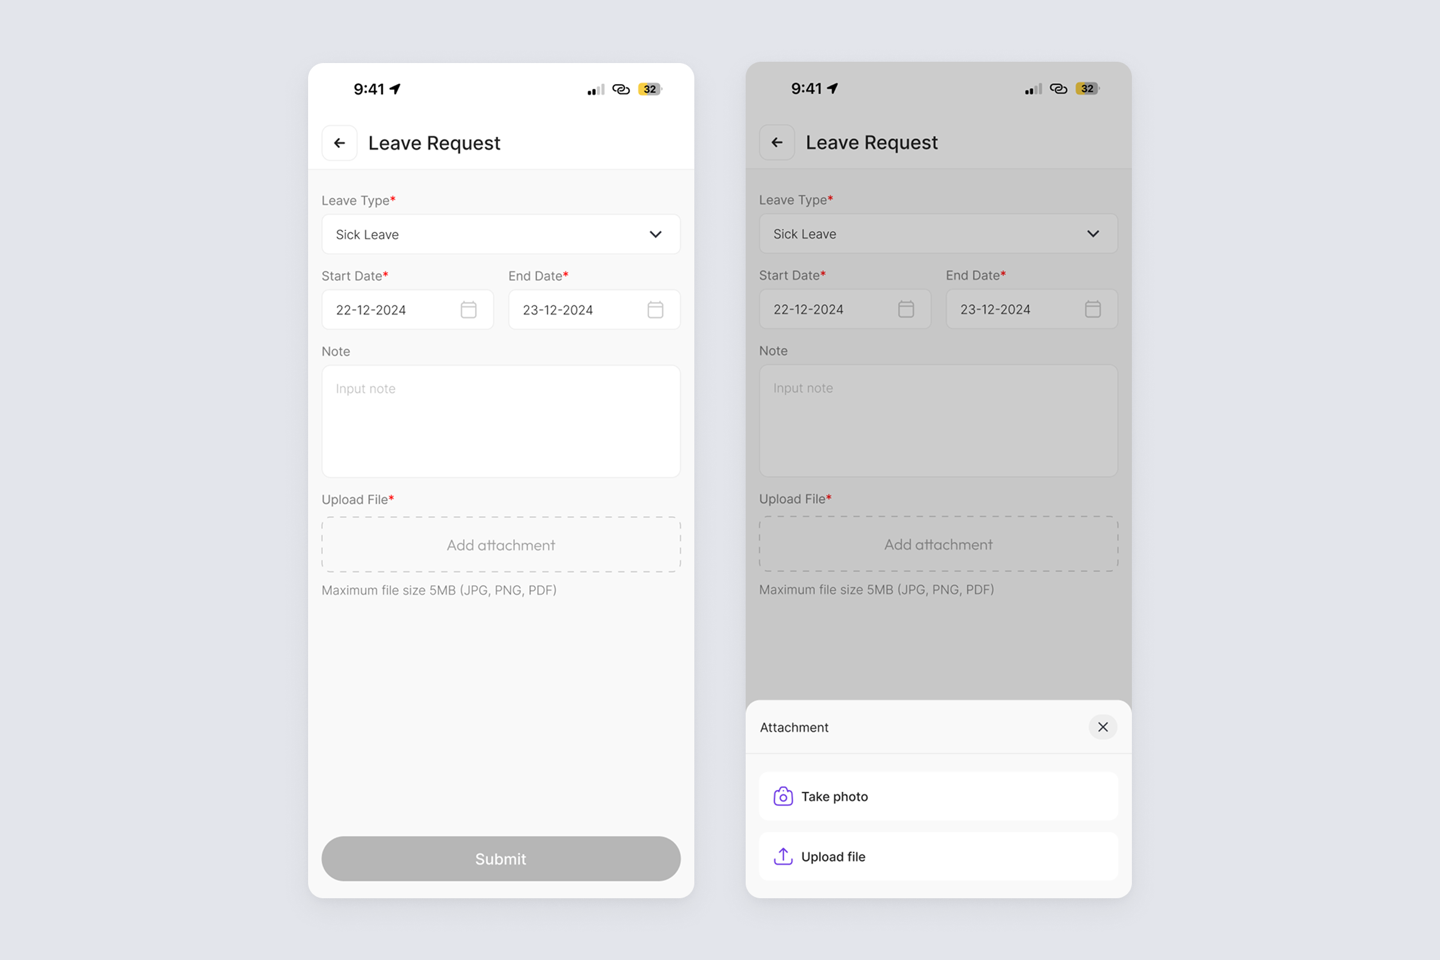 9:41
32
Leave Request
Leave Type*
Sick Leave
Start Date*
End Date*
22-12-2024
23-12-2024
Note
Input note
Upload File*
Add attachment
Maximum file size 5MB (JPG, PNG, PDF)
Submit
9:41
32
Leave Request
Leave Type*
Sick Leave
Start Date*
End Date*
22-12-2024
23-12-2024
Note
Input note
Upload File*
Add attachment
Maximum file size 5MB (JPG, PNG, PDF)
Attachment
Take photo
Upload file